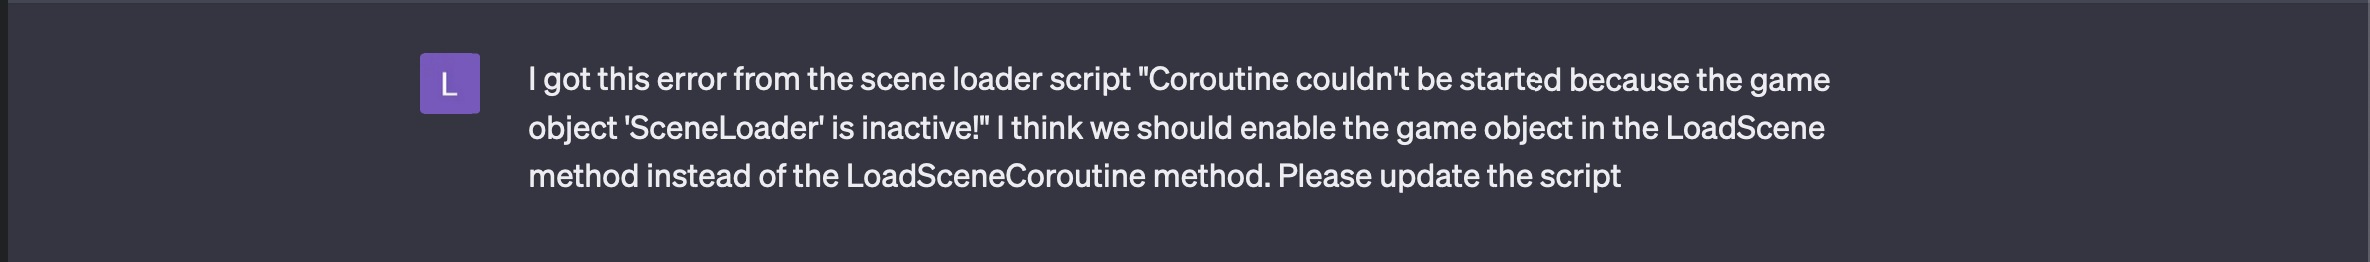 L
I got this error from the scene loader script "Coroutine couldn't be started because the game
object 'SceneLoader' is inactive!" I think we should enable the game object in the LoadScene
method instead of the LoadSceneCoroutine method. Please update the script